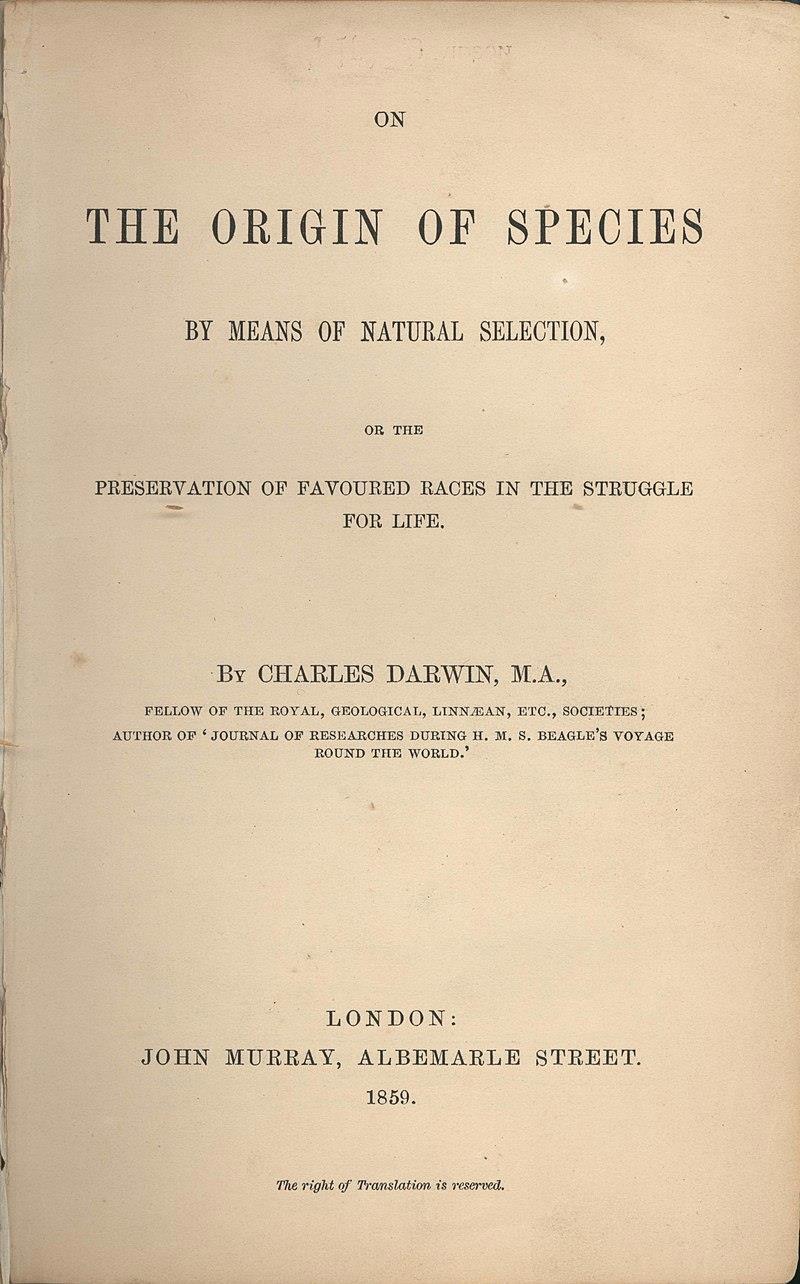 ON
THE ORIGIN OF SPECIES
BY MEANS OF NATURAL SELECTION,
OR THE
PRESERVATION OF FAVOURED RACES IN THE STRUGGLE
FOR LIFE.
By CHARLES DARWIN, M.A.,
FELLOW OF THE ROYAL, GEOLOGICAL, LINNÆAN, ETC., SOCIETIES;
AUTHOR OF ‘JOURNAL OF RESEARCHES DURING H. M. S. BEAGLE’S VOYAGE
ROUND THE WORLD.’
LONDON:
JOHN MURRAY, ALBEMARLE STREET.
1859.
The right of Translation is reserved.